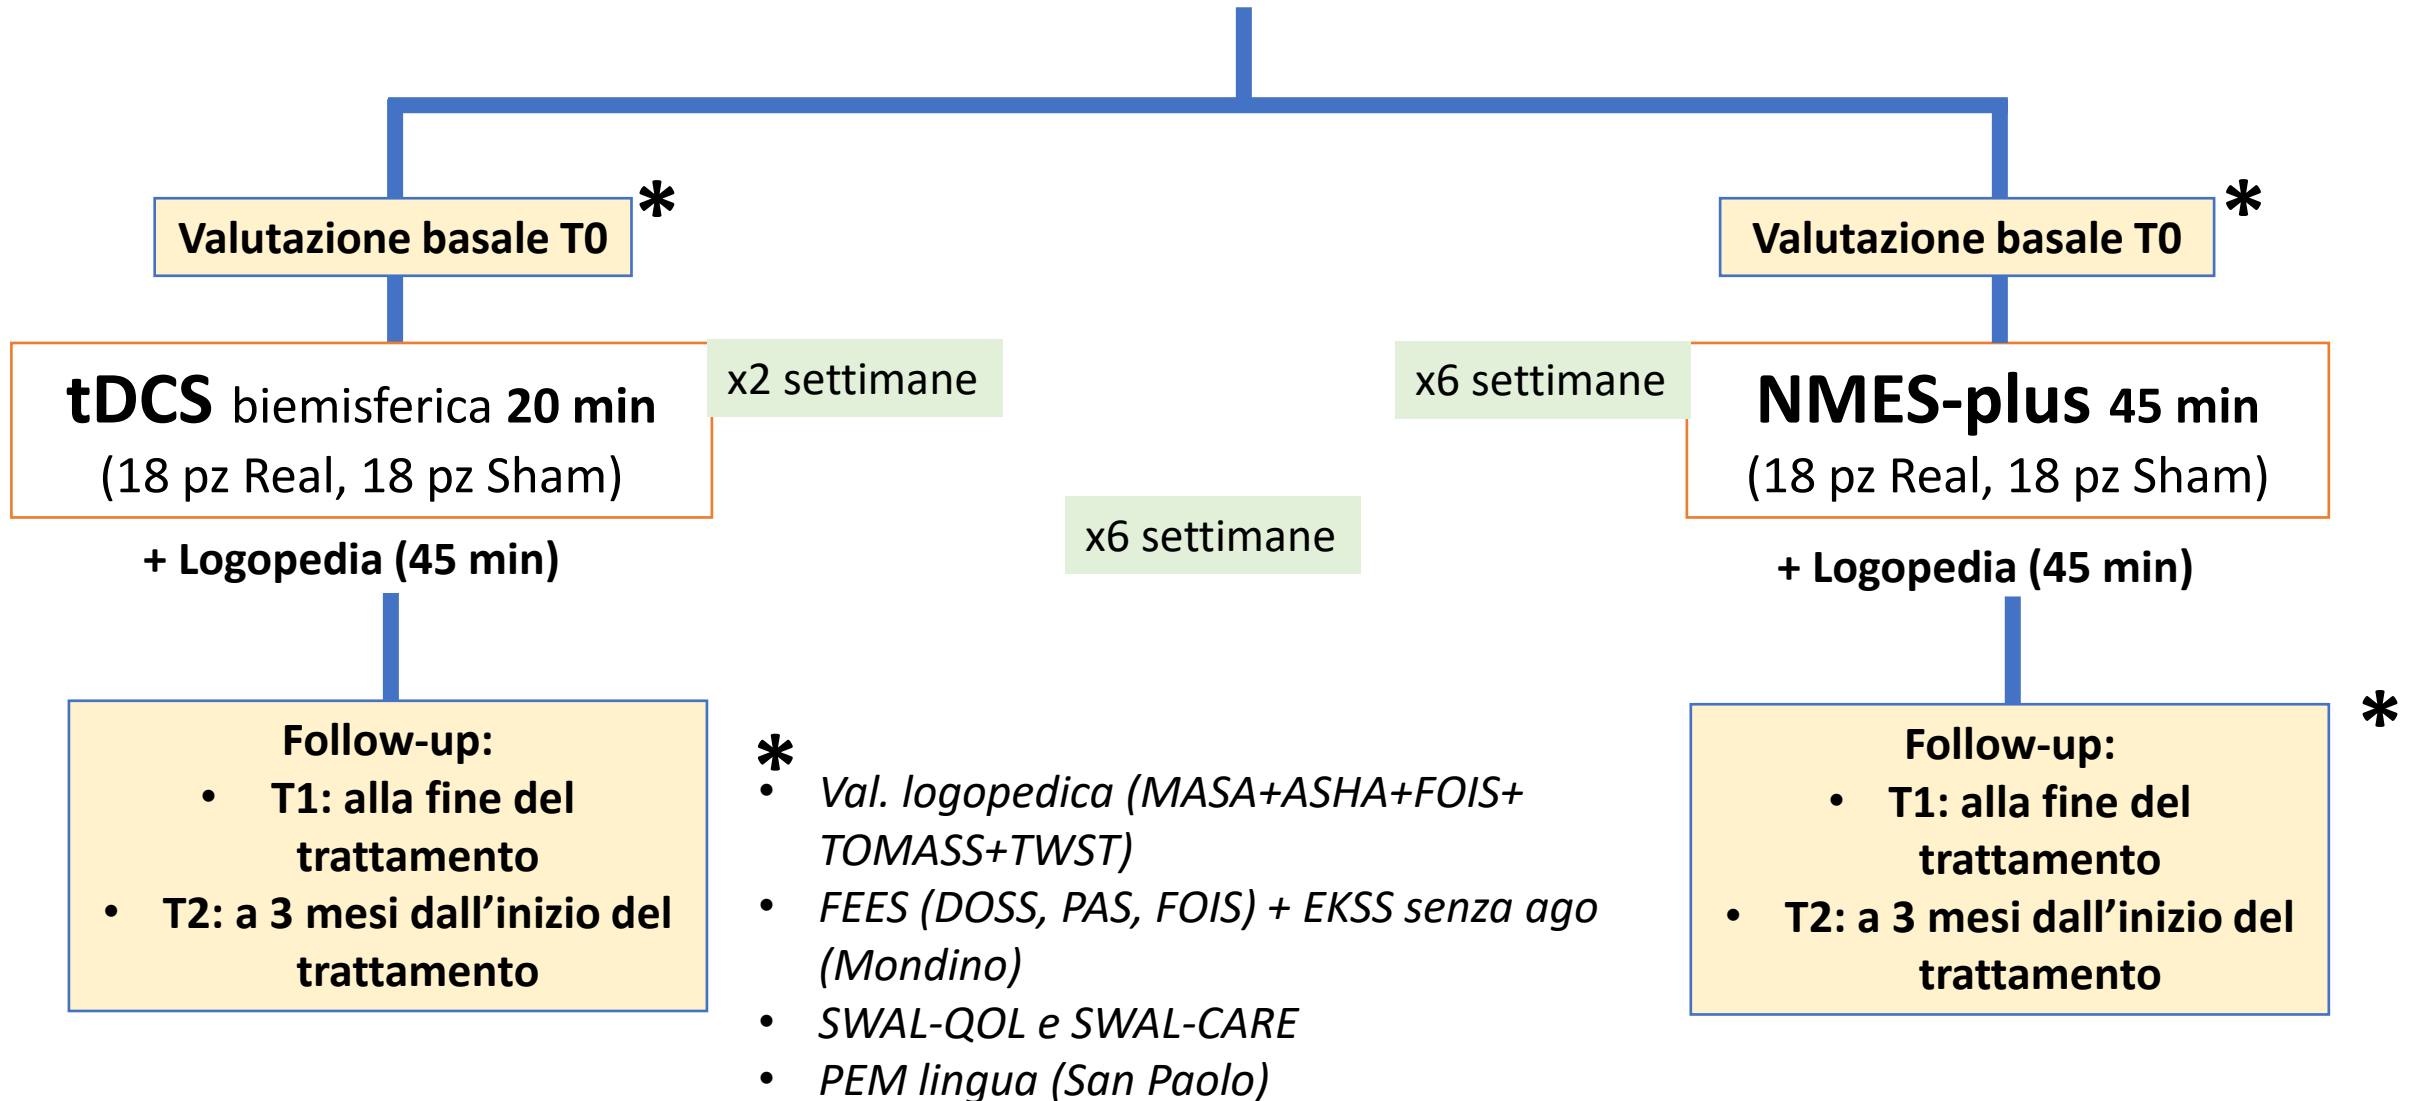 *
Valutazione basale T0
*
Valutazione basale T0
tDCS biemisferica 20 min
(18 pz Real, 18 pz Sham)
x2 settimane
x6 settimane
NMES-plus 45 min
(18 pz Real, 18 pz Sham)
+ Logopedia (45 min)
x6 settimane
+ Logopedia (45 min)
Follow-up:
• T1: alla fine del
trattamento
• T2: a 3 mesi dall’inizio del
trattamento
*
• Val. logopedica (MASA+ASHA+FOIS+
TOMASS+TWST)
• FEES (DOSS, PAS, FOIS) + EKSS senza ago
(Mondino)
• SWAL-QOL e SWAL-CARE
• PEM lingua (San Paolo)
*
Follow-up:
• T1: alla fine del
trattamento
• T2: a 3 mesi dall’inizio del
trattamento